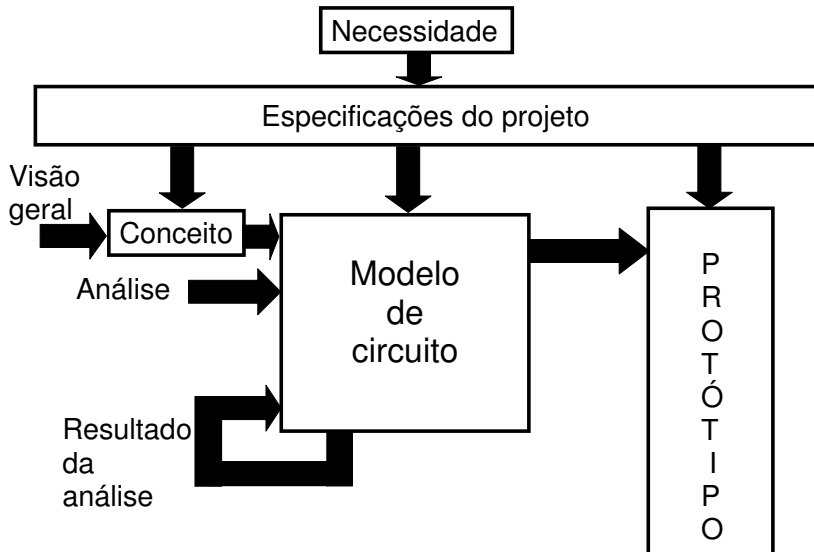 Necessidade
Especificações do projeto
Visão
geral
Conceito
Análise
Modelo
de
circuito
Resultado
da
análise
P
R
O
T
Ó
T
I
P
O